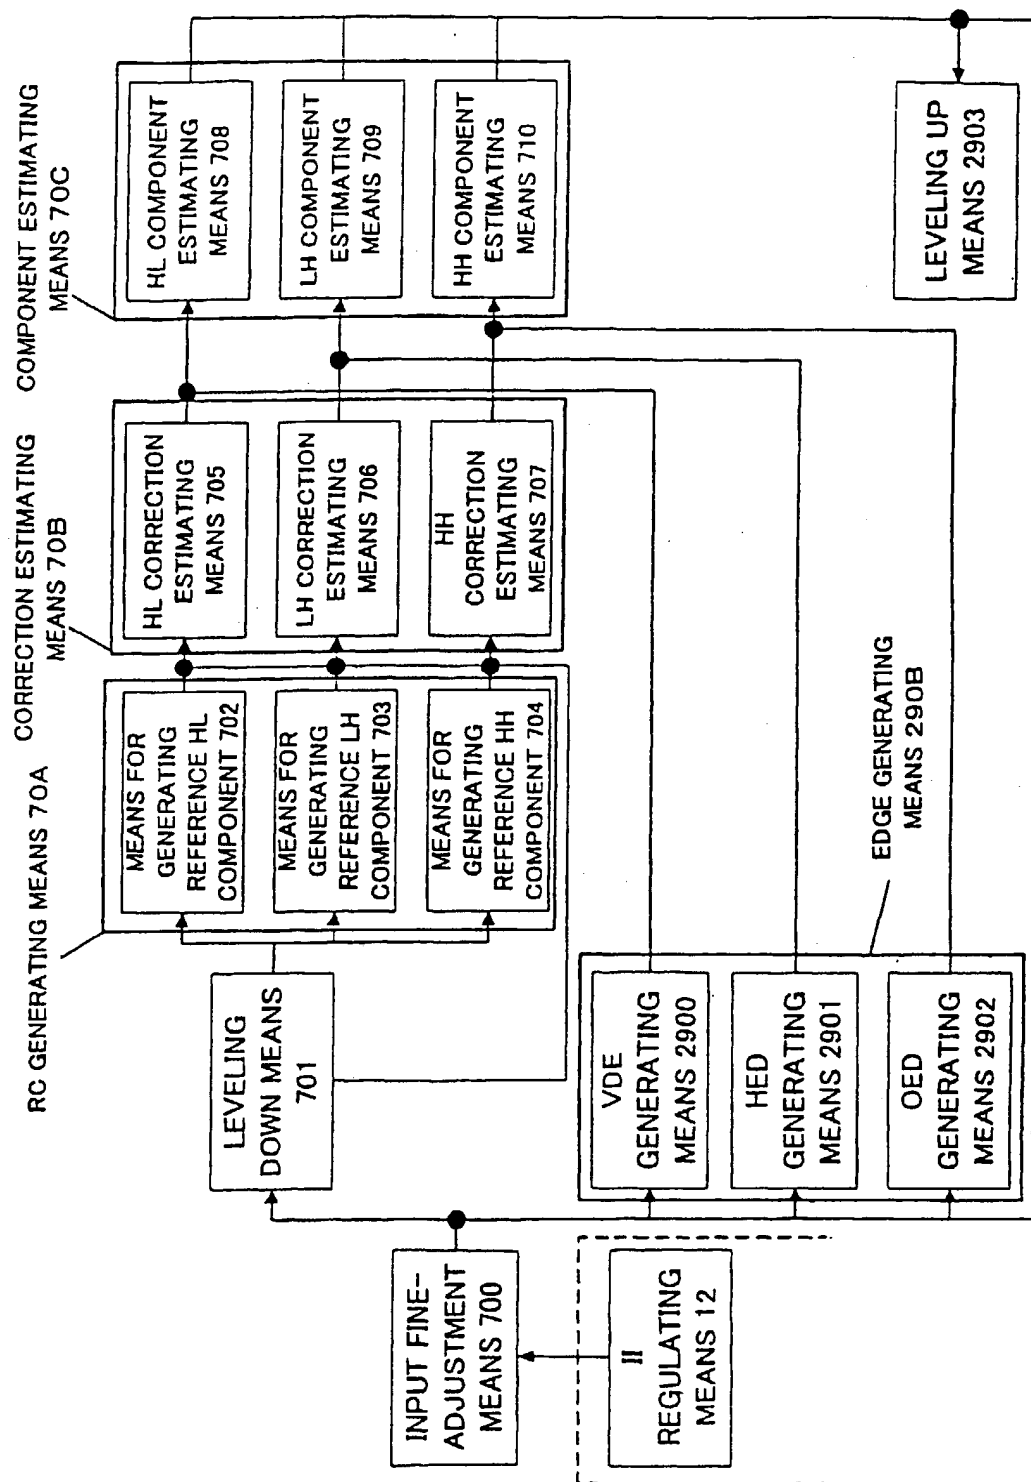 RC GENERATING MEANS 70A
CORRECTION ESTIMATING
MEANS 70B
COMPONENT ESTIMATING
MEANS 70C
INPUT FINE-
ADJUSTMENT
MEANS 700
II
REGULATING
MEANS 12
LEVELING
DOWN MEANS
701
MEANS FOR
GENERATING
REFERENCE HL
COMPONENT 702
MEANS FOR
GENERATING
REFERENCE LH
COMPONENT 703
MEANS FOR
GENERATING
REFERENCE HH
COMPONENT 704
HL CORRECTION
ESTIMATING
MEANS 705
LH CORRECTION
ESTIMATING
MEANS 706
HH
CORRECTION
ESTIMATING
MEANS 707
HL COMPONENT
ESTIMATING
MEANS 708
LH COMPONENT
ESTIMATING
MEANS 709
HH COMPONENT
ESTIMATING
MEANS 710
VDE
GENERATING
MEANS 2900
HED
GENERATING
MEANS 2901
OED
GENERATING
MEANS 2902
EDGE GENERATING
MEANS 290B
LEVELING UP
MEANS 2903